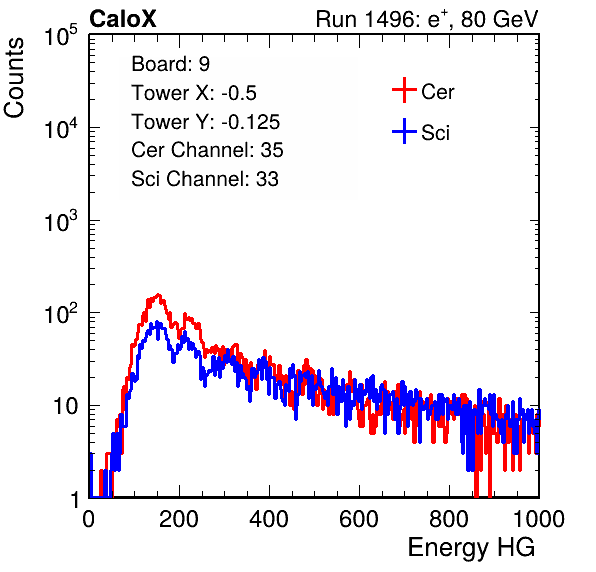 CaloX Run 1496: e⁺, 80 GeV
Counts
10⁵
10⁴
10³
10²
10
1
Board: 9
Tower X: -0.5
Tower Y: -0.125
Cer Channel: 35
Sci Channel: 33
Cer
Sci
0 200 400 600 800 1000
Energy HG